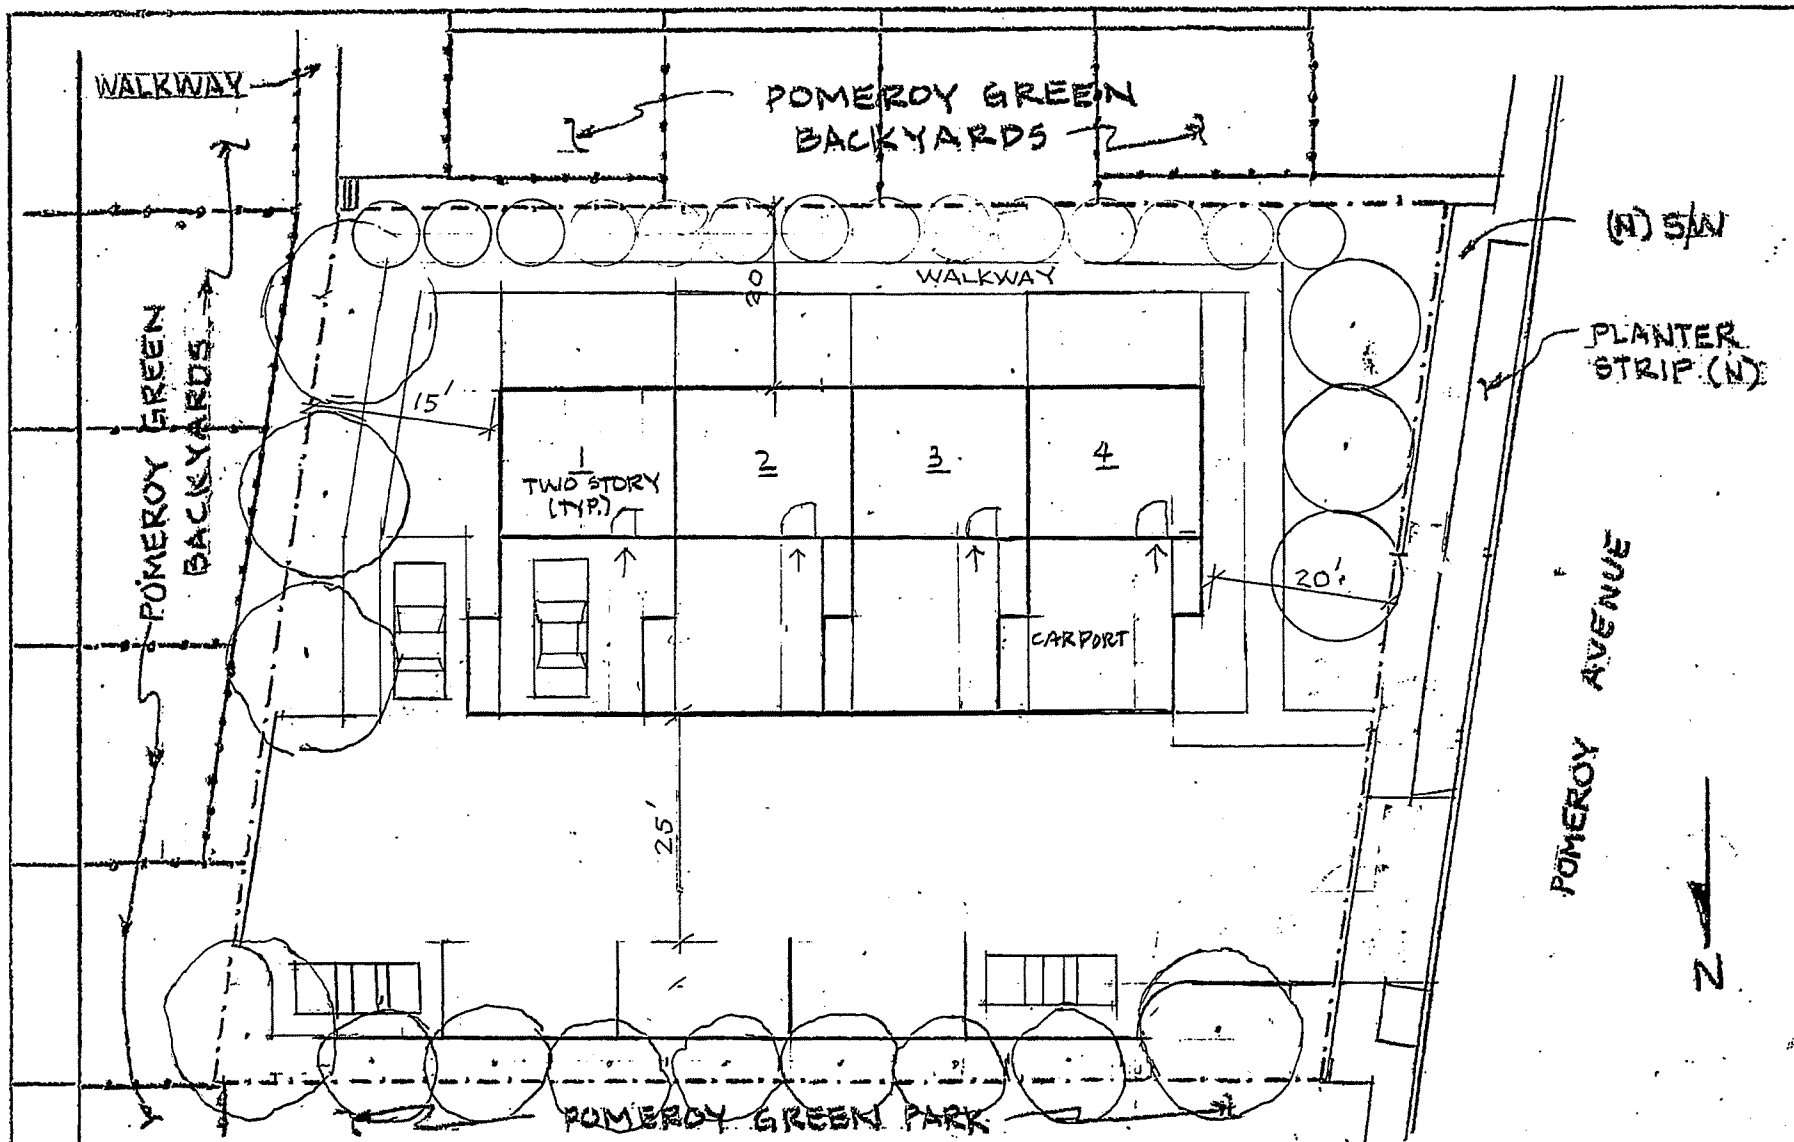 WALKWAY
POMEROY GREEN
BACKYARDS
(N) S/W
WALKWAY
20
PLANTER
STRIP (N)
POMEROY GREEN
BACKYARDS
15'
1
TWO STORY
(TYP.)
2
3
4
20'
CARPORT
POMEROY AVENUE
25'
N
POMEROY GREEN PARK